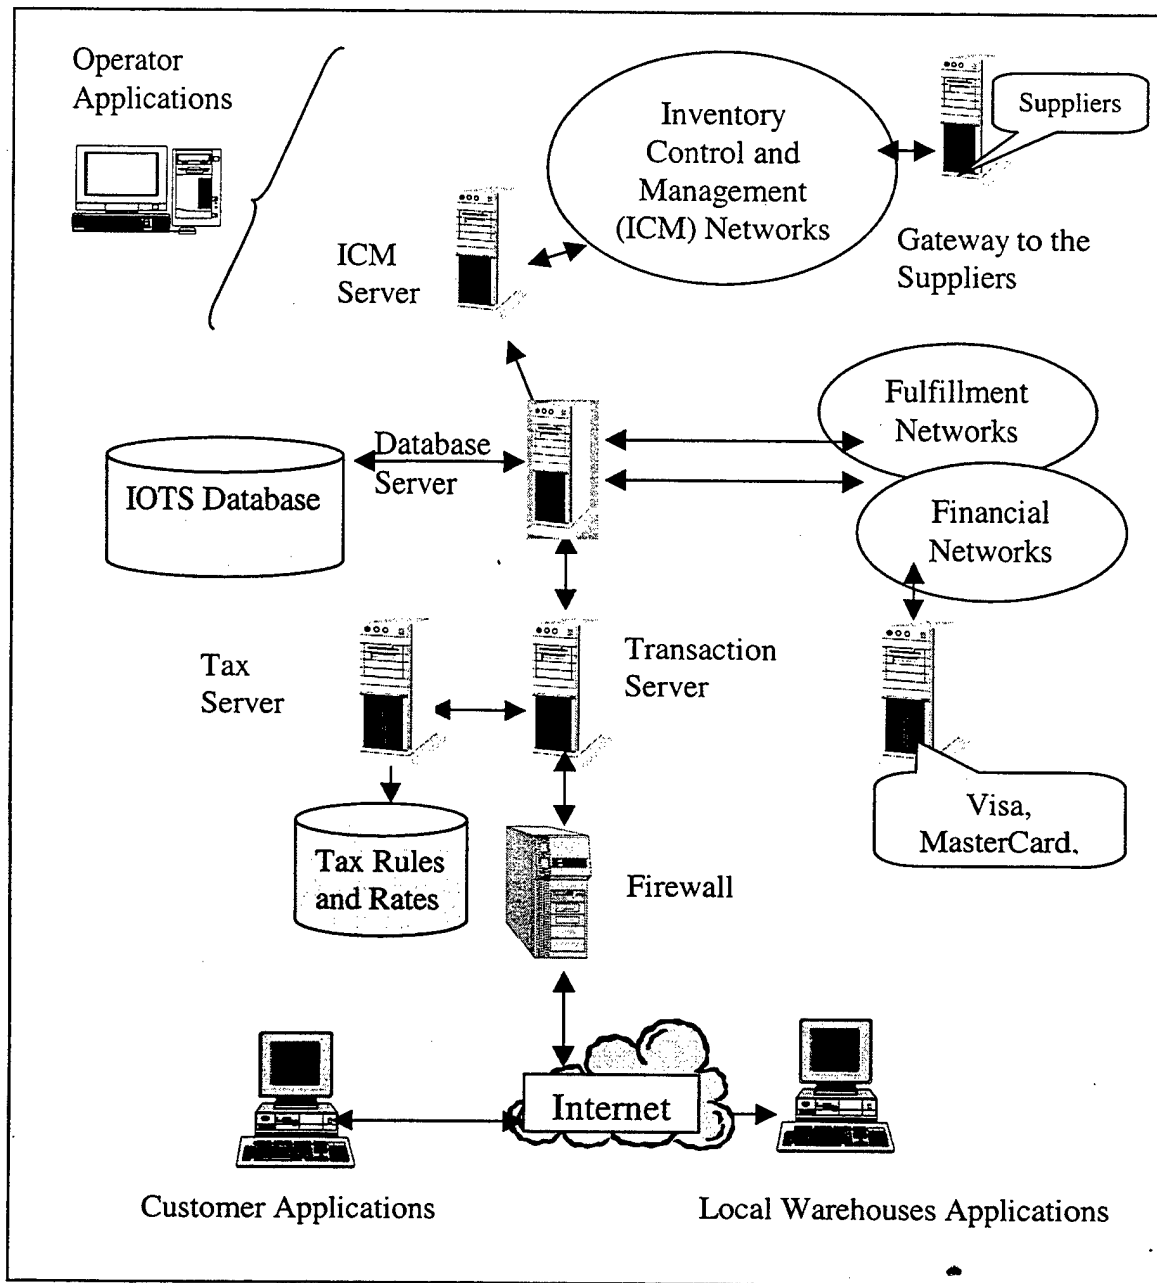 Operator
Applications
Inventory
Control and
Management
(ICM) Networks
Suppliers
Gateway to the
Suppliers
ICM
Server
Fulfillment
Networks
Database
Server
IOTS Database
Financial
Networks
Tax
Server
Transaction
Server
Visa,
MasterCard,
Tax Rules
and Rates
Firewall
Internet
Customer Applications
Local Warehouses Applications